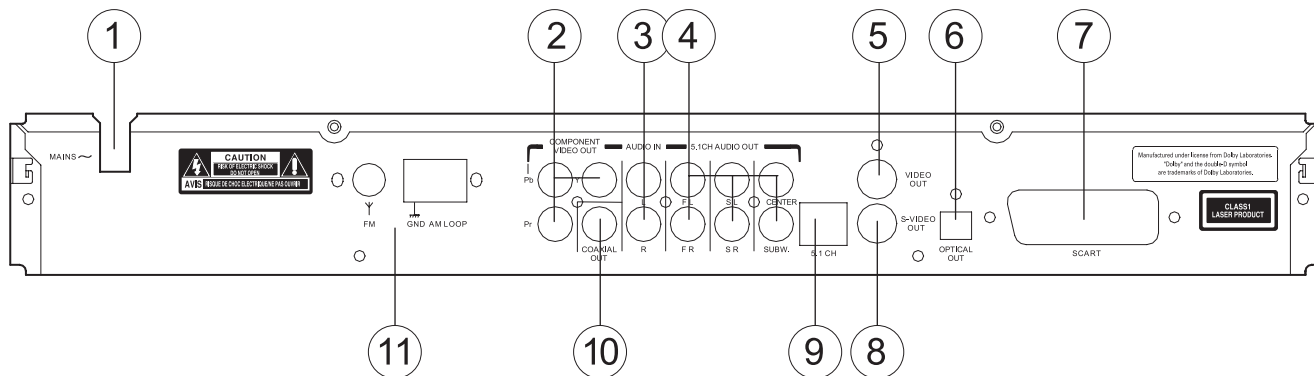 1
2
3
4
5
6
7
MAINS ~
CAUTION
RISK OF ELECTRIC SHOCK
DO NOT OPEN
AVIS RISQUE DE CHOC ELECTRIQUE/NE PAS OUVRIR
FM
GND AM LOOP
COMPONENT
VIDEO OUT
AUDIO IN
5.1CH AUDIO OUT
Pb
Y
L
F L
S L
CENTER
Pr
COAXIAL
OUT
R
F R
S R
SUBW.
5.1 CH
VIDEO
OUT
S-VIDEO
OUT
OPTICAL
OUT
SCART
Manufactured under license from Dolby Laboratories.
"Dolby" and the double-D symbol
are trademarks of Dolby Laboratories.
CLASS1
LASER PRODUCT
11
10
9
8